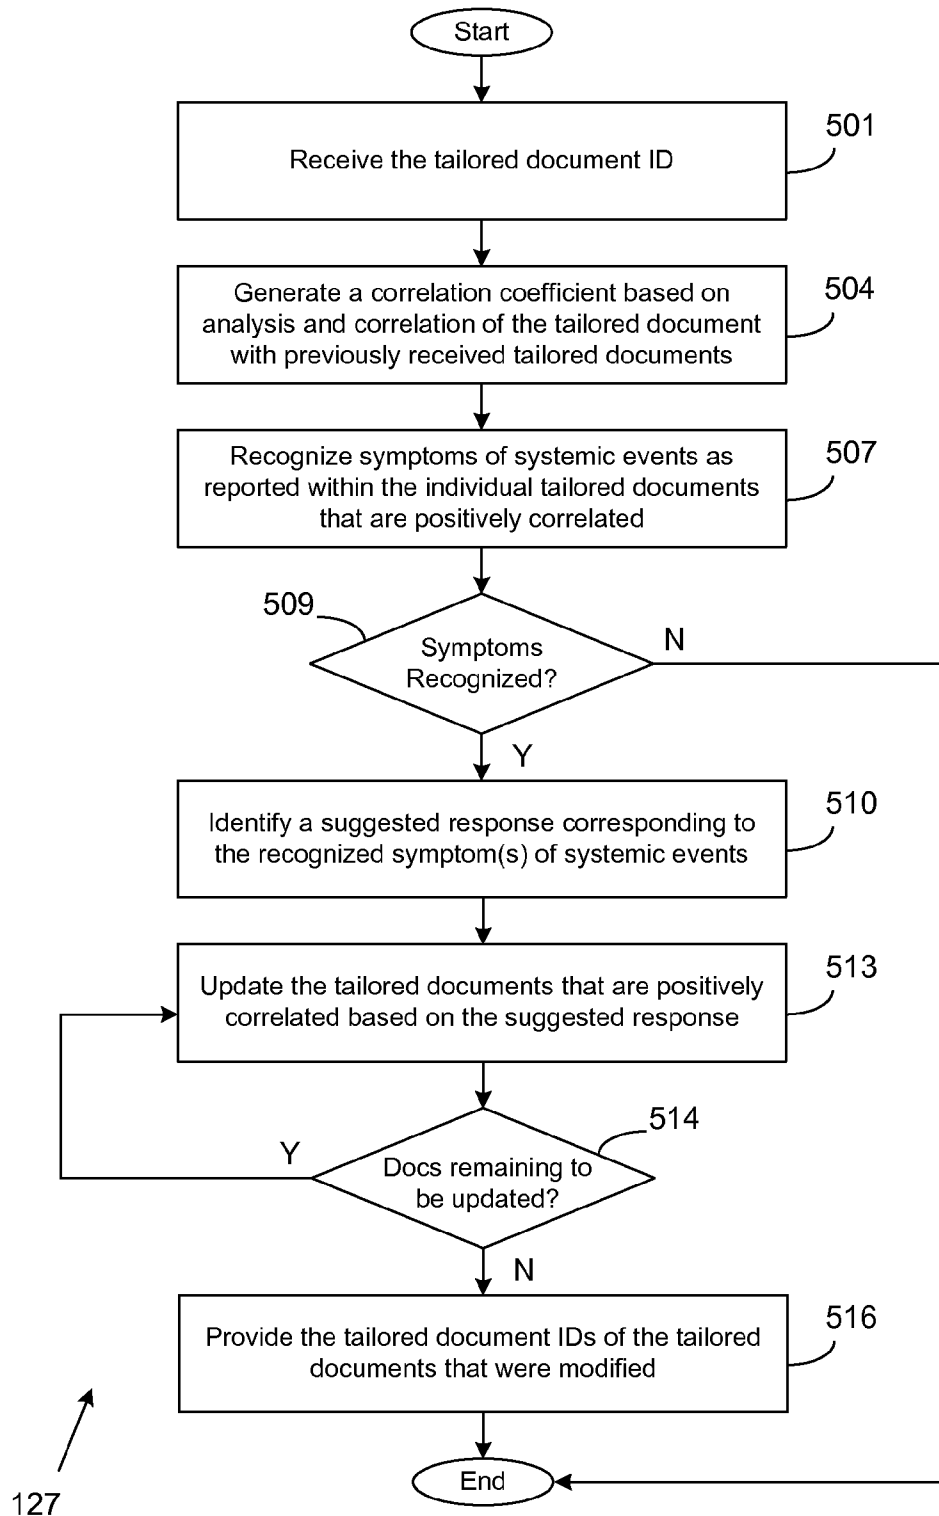 Start
501
Receive the tailored document ID
504
Generate a correlation coefficient based on
analysis and correlation of the tailored document
with previously received tailored documents
507
Recognize symptoms of systemic events as
reported within the individual tailored documents
that are positively correlated
509
N
Symptoms
Recognized?
Y
510
Identify a suggested response corresponding to
the recognized symptom(s) of systemic events
513
Update the tailored documents that are positively
correlated based on the suggested response
514
Y
Docs remaining to
be updated?
N
516
Provide the tailored document IDs of the tailored
documents that were modified
End
127